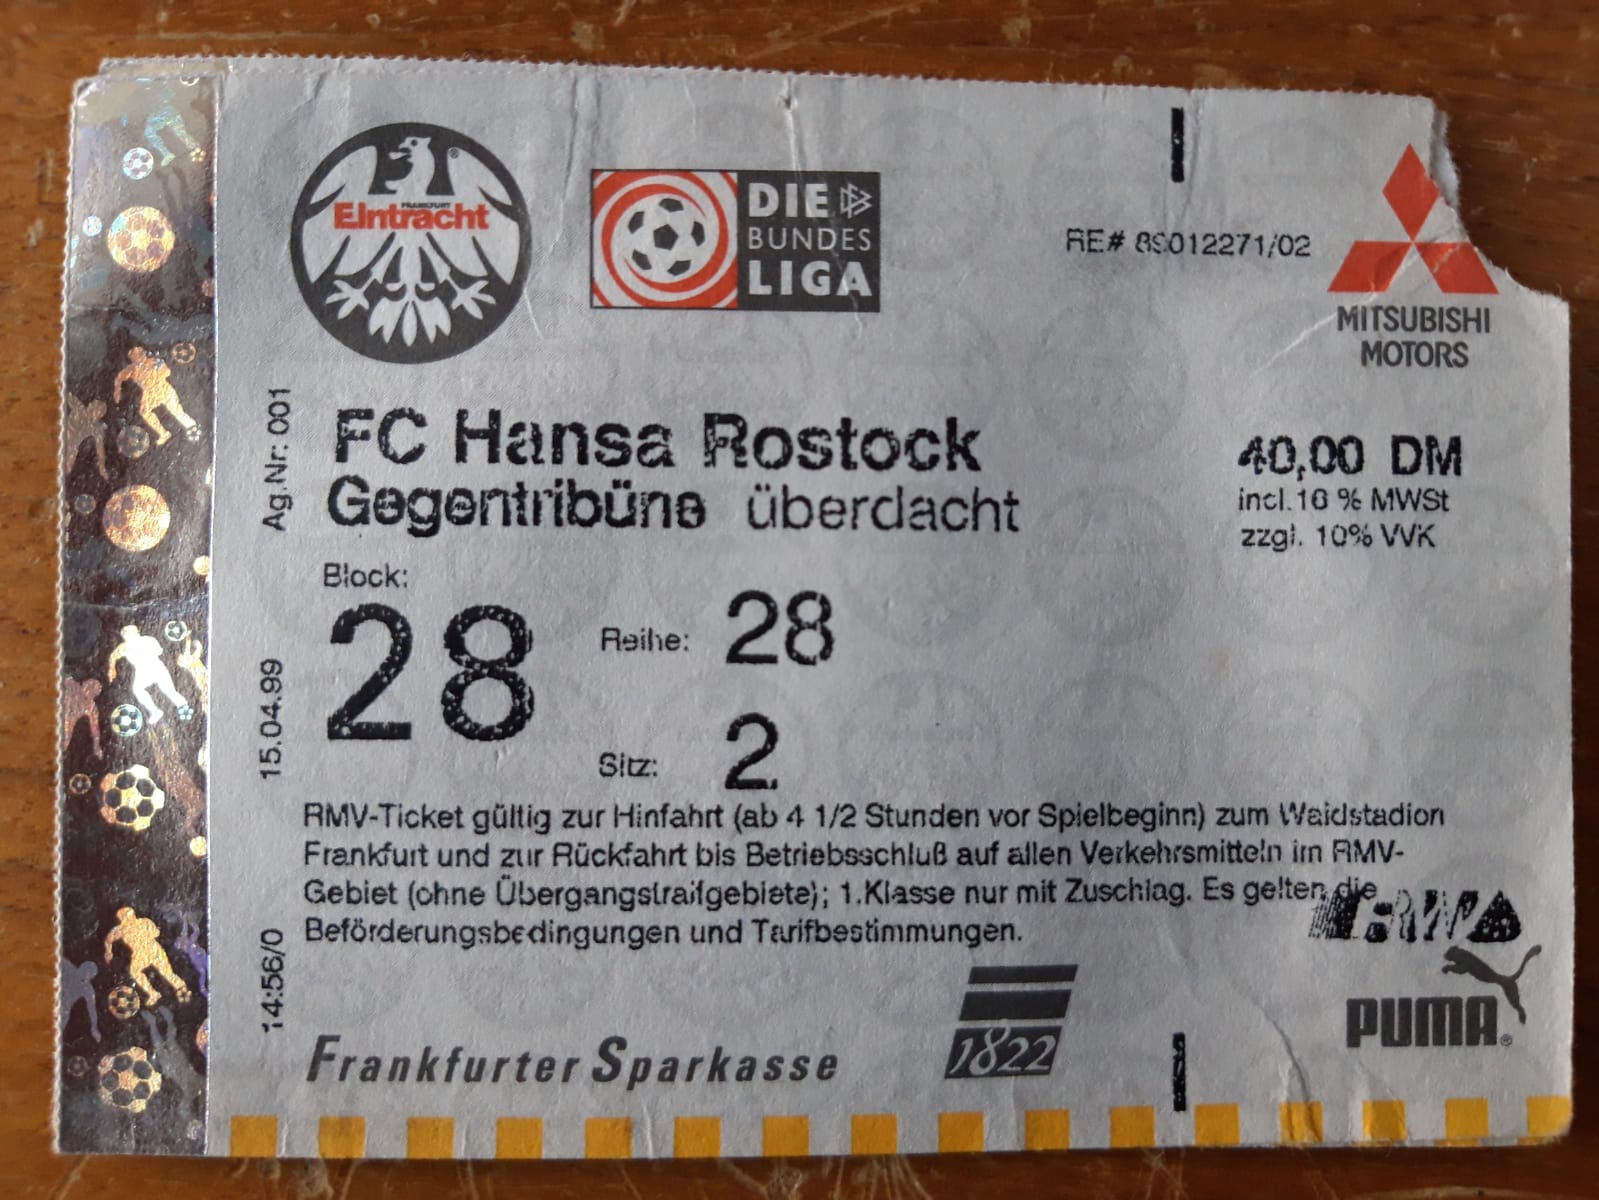 FRANKFURT
Eintracht
DIE
BUNDES
LIGA
RE# 89012271/02
MITSUBISHI
MOTORS
Ag.Nr: 001
FC Hansa Rostock
Gegentribüne überdacht
40,00 DM
incl.16 % MWSt
zzgl. 10% VVK
Block:
28
Reihe: 28
Sitz: 2
15.04.99
14:56/0
RMV-Ticket gültig zur Hinfahrt (ab 4 1/2 Stunden vor Spielbeginn) zum Waldstadion
Frankfurt und zur Rückfahrt bis Betriebsschluß auf allen Verkehrsmitteln im RMV-
Gebiet (ohne Übergangstarifgebiete); 1.Klasse nur mit Zuschlag. Es gelten die
Beförderungsbedingungen und Tarifbestimmungen.
Frankfurter Sparkasse
1822
PUMA